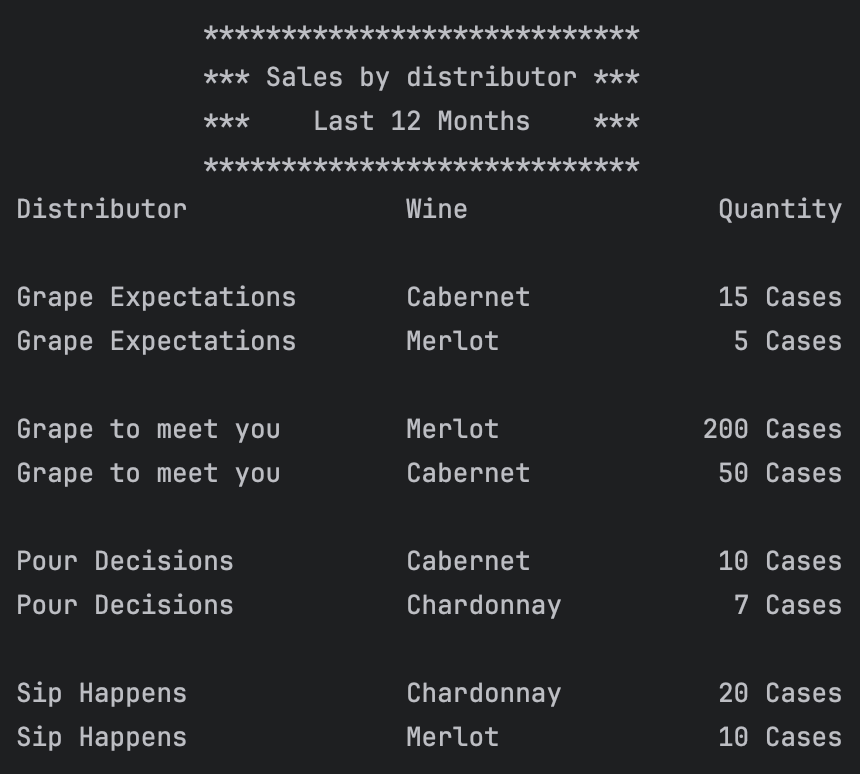 ****************************
*** Sales by distributor ***
***    Last 12 Months    ***
****************************
Distributor              Wine                Quantity
Grape Expectations       Cabernet            15 Cases
Grape Expectations       Merlot               5 Cases
Grape to meet you        Merlot             200 Cases
Grape to meet you        Cabernet            50 Cases
Pour Decisions           Cabernet            10 Cases
Pour Decisions           Chardonnay           7 Cases
Sip Happens              Chardonnay          20 Cases
Sip Happens              Merlot              10 Cases